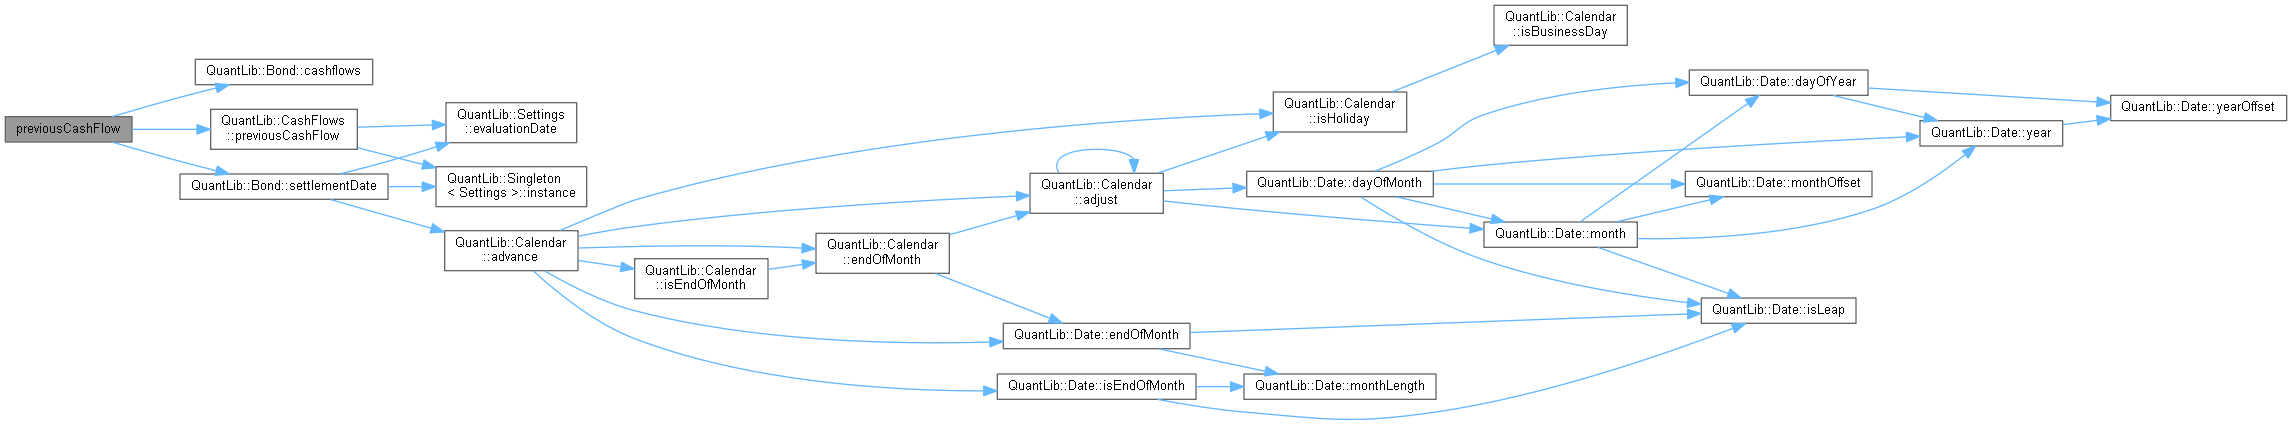 previousCashFlow
QuantLib::Bond::cashflows
QuantLib::CashFlows
::previousCashFlow
QuantLib::Bond::settlementDate
QuantLib::Settings
::evaluationDate
QuantLib::Singleton
< Settings >::instance
QuantLib::Calendar
::advance
QuantLib::Calendar
::isEndOfMonth
QuantLib::Calendar
::endOfMonth
QuantLib::Calendar
::adjust
QuantLib::Date::endOfMonth
QuantLib::Date::isEndOfMonth
QuantLib::Calendar
::isHoliday
QuantLib::Date::dayOfMonth
QuantLib::Date::monthLength
QuantLib::Calendar
::isBusinessDay
QuantLib::Date::month
QuantLib::Date::dayOfYear
QuantLib::Date::monthOffset
QuantLib::Date::isLeap
QuantLib::Date::year
QuantLib::Date::yearOffset